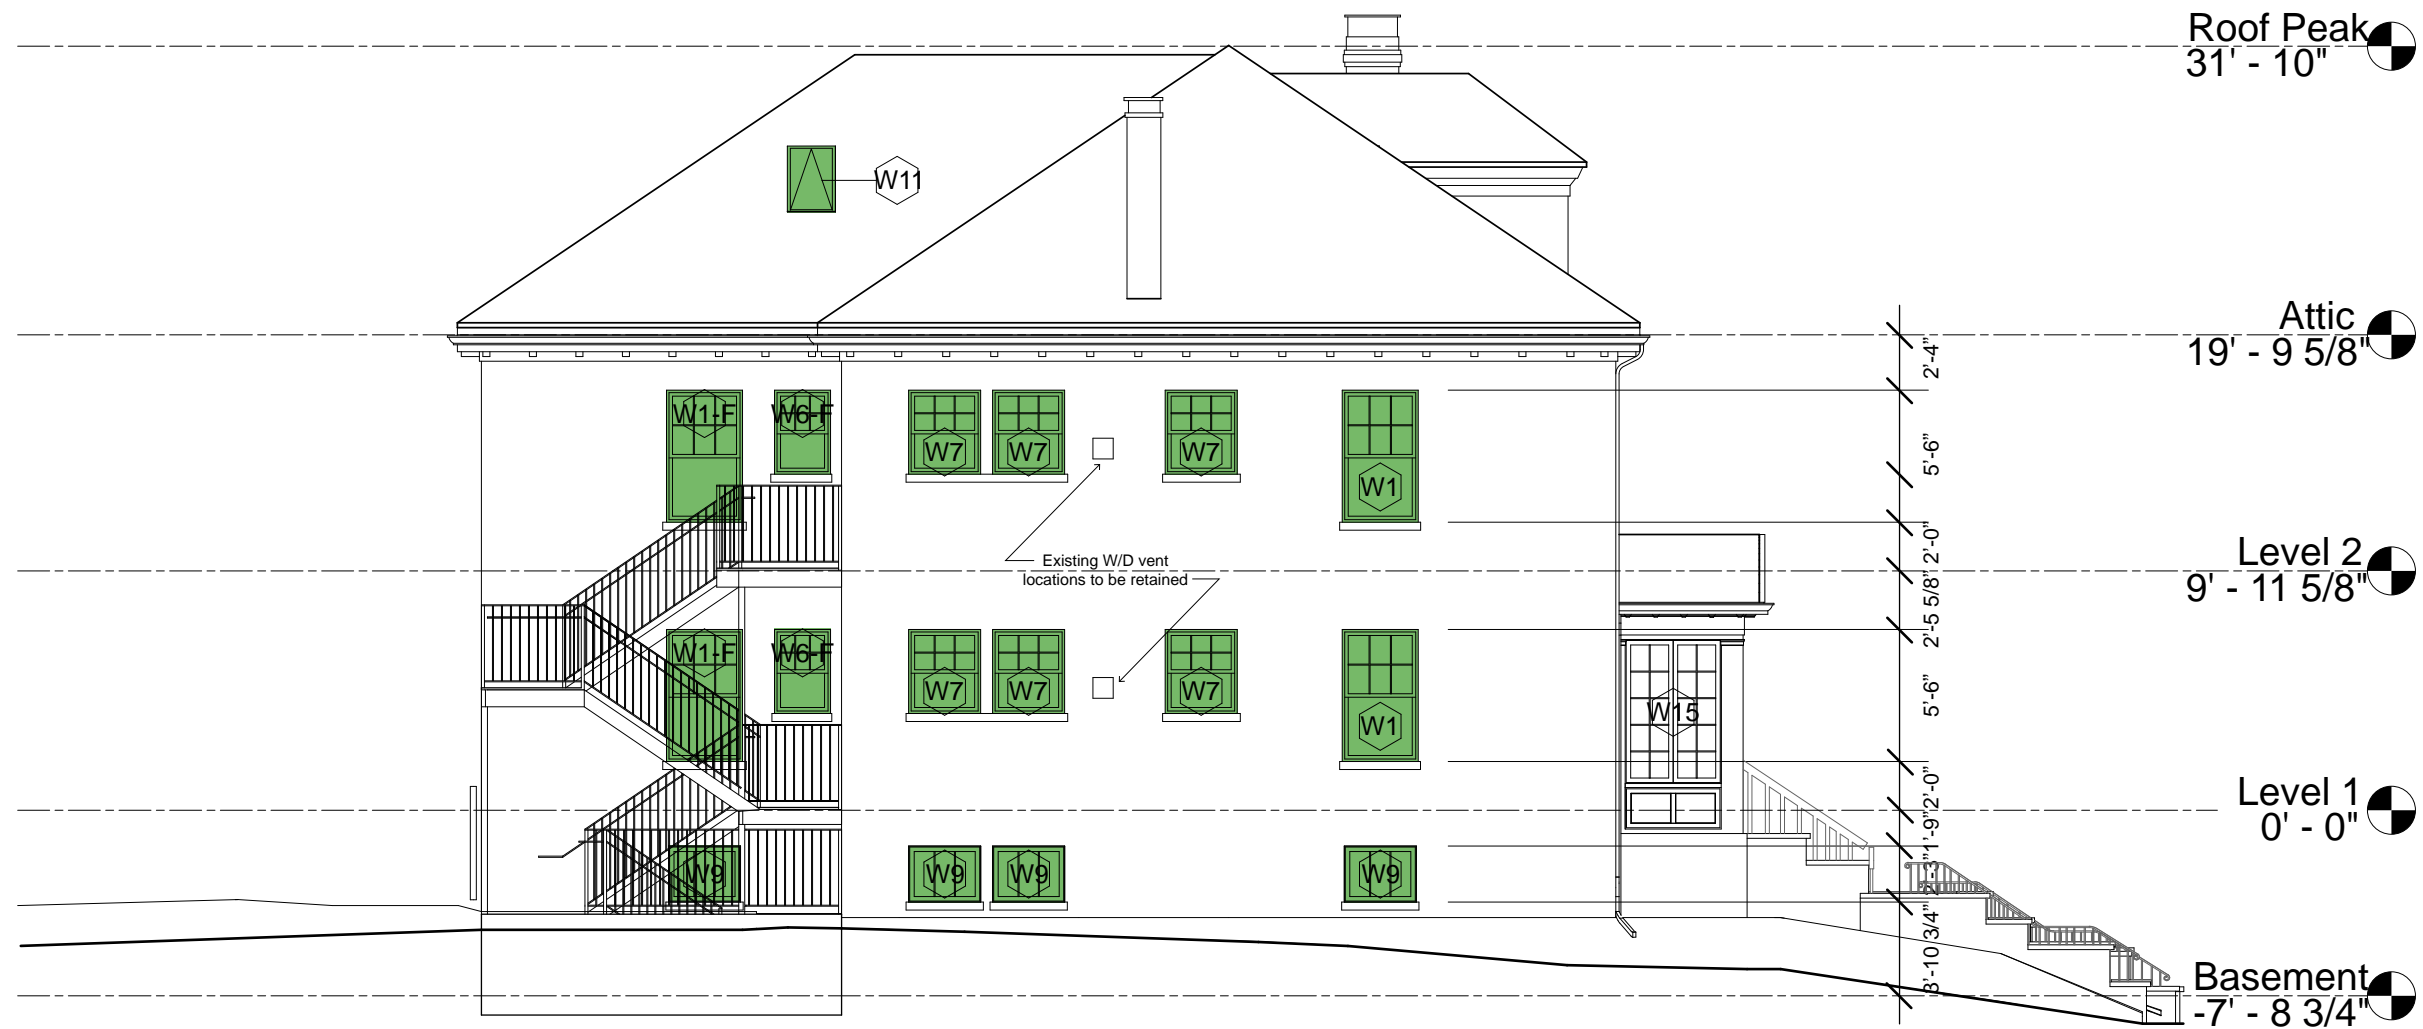 Roof Peak
31' - 10"
W11
Attic
19' - 9 5/8"
2'-4"
W1-F
W6-F
W7
W7
W7
W1
5'-6"
Existing W/D vent
locations to be retained
2'-0"
Level 2
9' - 11 5/8"
2'-5 5/8"
W1-F
W6-F
W7
W7
W7
W1
W15
5'-6"
2'-0"
Level 1
0' - 0"
1'-9"
W9
W9
W9
W9
2'-3"
3'-10 3/4"
Basement
-7' - 8 3/4"